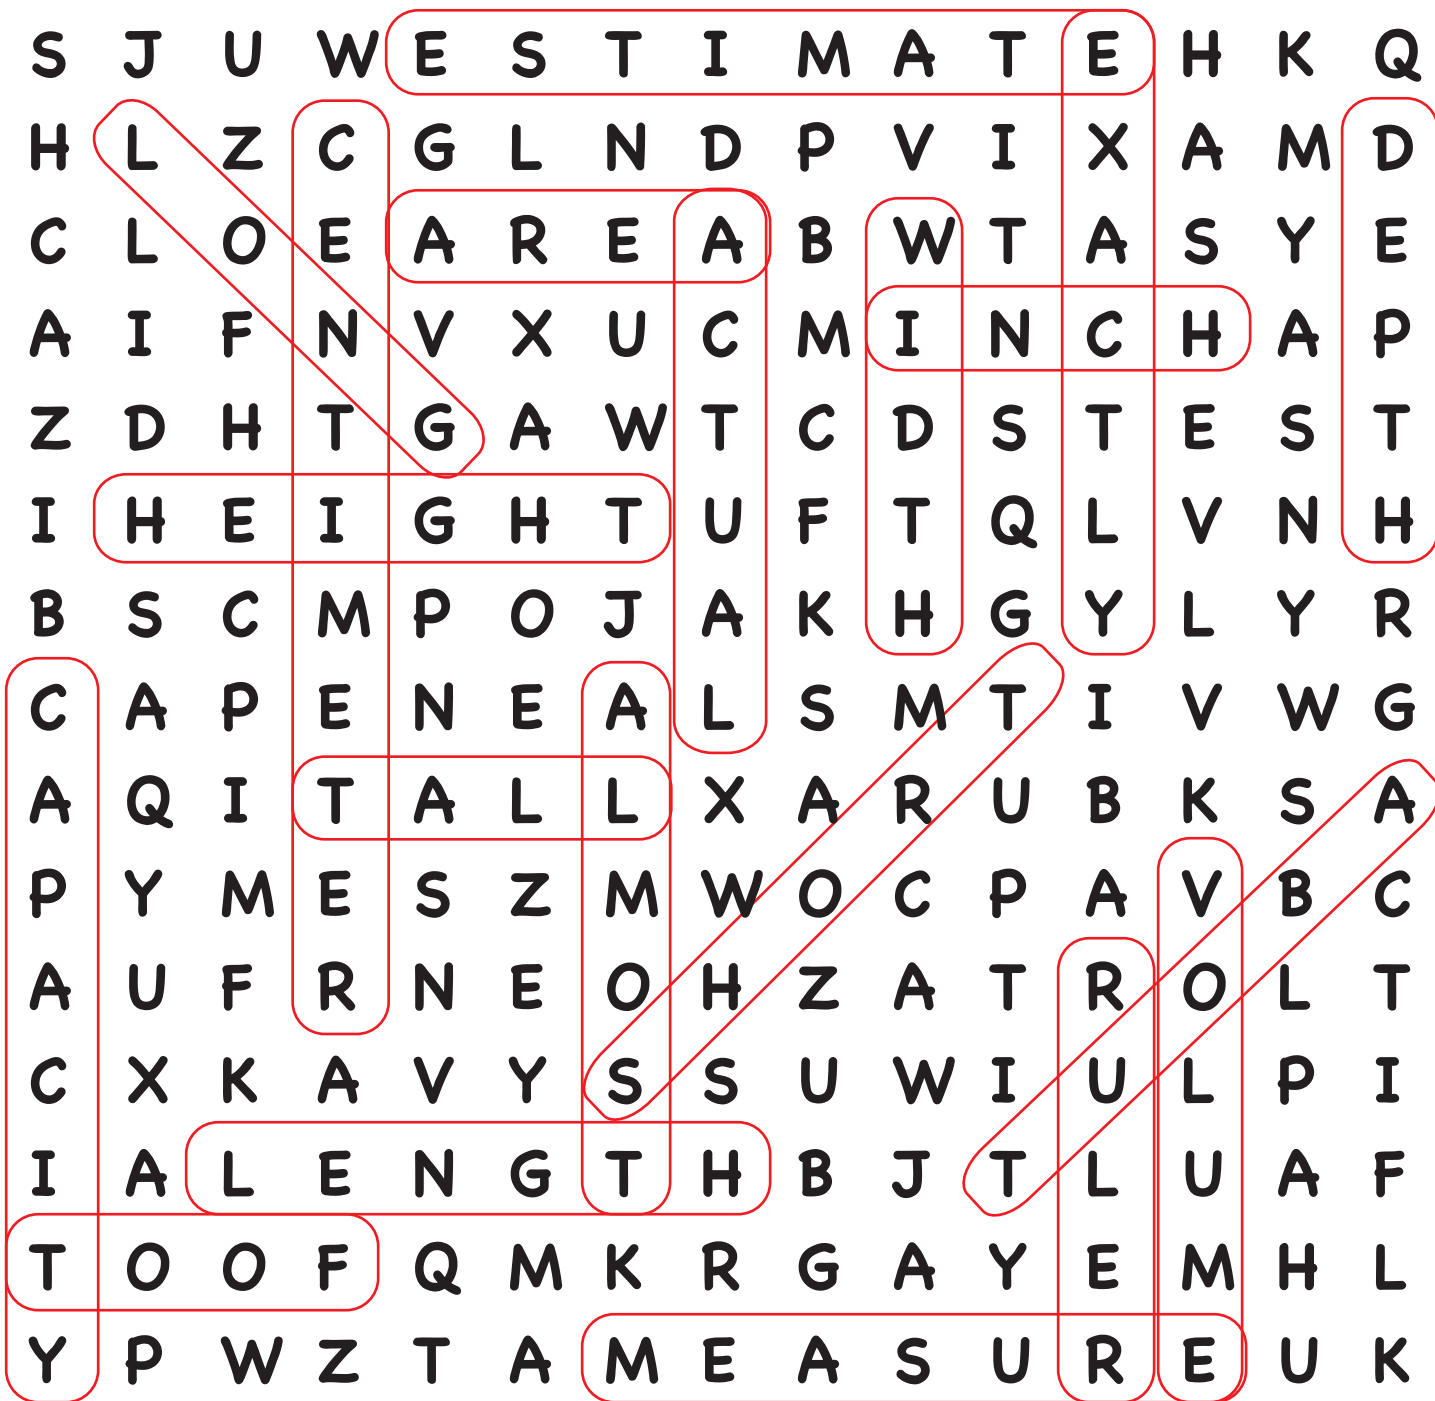 S J U W E S T I M A T E H K Q
H L Z C G L N D P V I X A M D
C L O E A R E A B W T A S Y E
A I F N V X U C M I N C H A P
Z D H T G A W T C D S T E S T
I H E I G H T U F T Q L V N H
B S C M P O J A K H G Y L Y R
C A P E N E A L S M T I V W G
A Q I T A L L X A R U B K S A
P Y M E S Z M W O C P A V B C
A U F R N E O H Z A T R O L T
C X K A V Y S S U W I U L P I
I A L E N G T H B J T L U A F
T O O F Q M K R G A Y E M H L
Y P W Z T A M E A S U R E U K